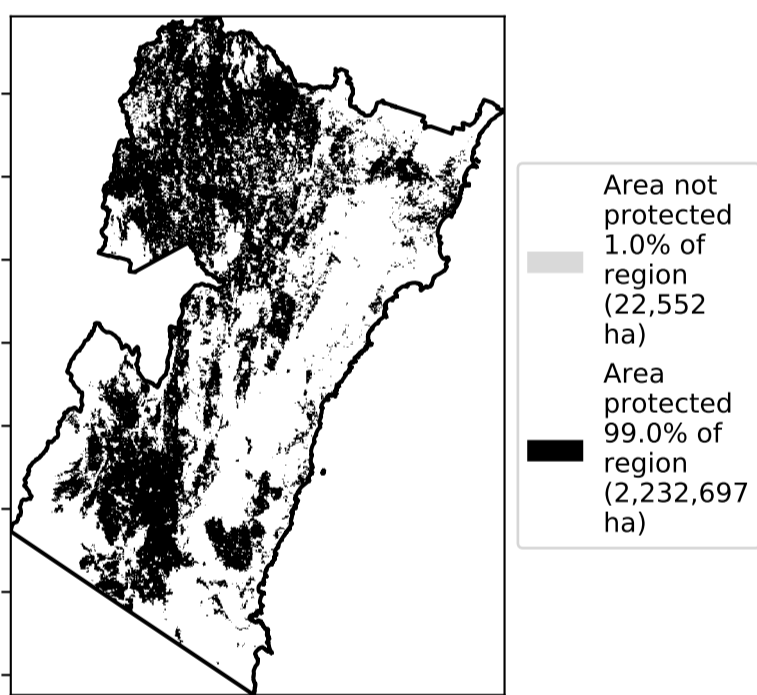 Area not
protected
1.0% of
region
(22,552
ha)
Area
protected
99.0% of
region
(2,232,697
ha)